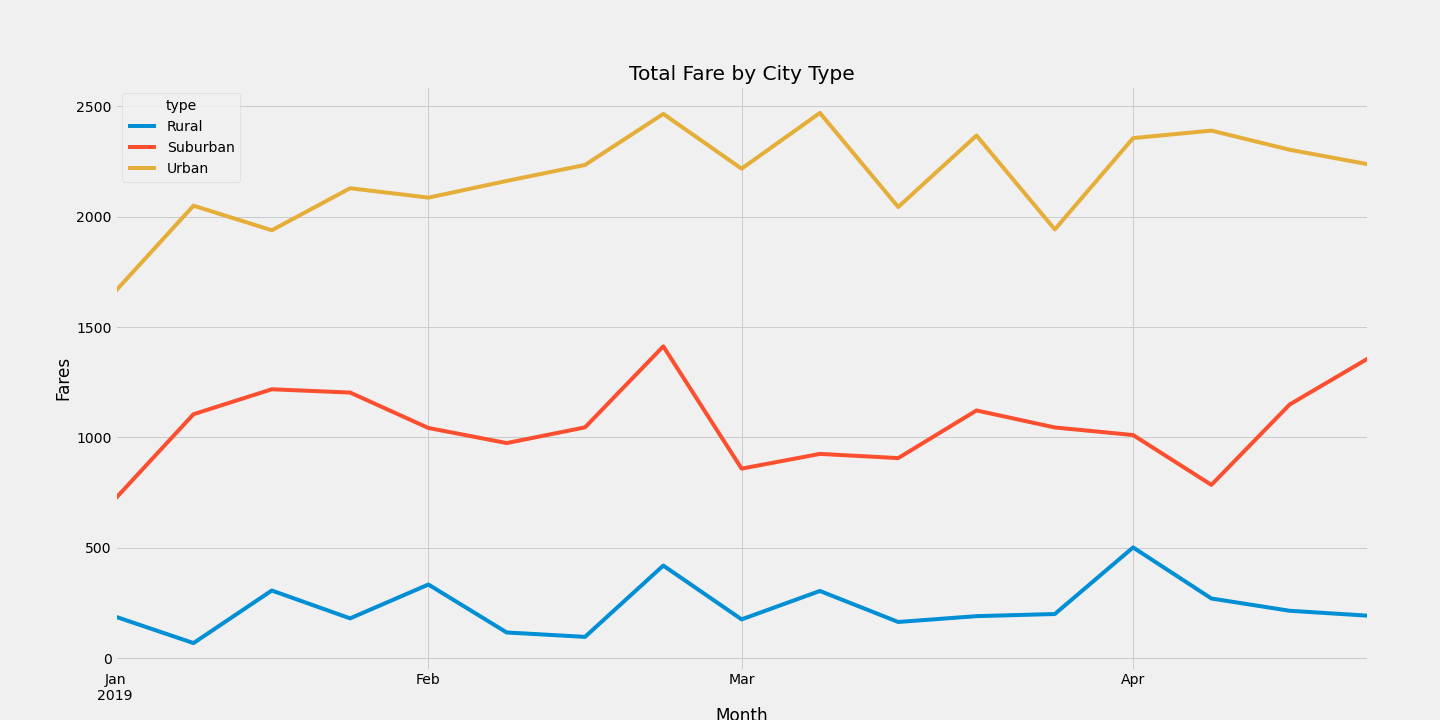 Total Fare by City Type
type
Rural
Suburban
Urban
Fares
2500
2000
1500
1000
500
0
Jan Feb Mar Apr
2019
Month